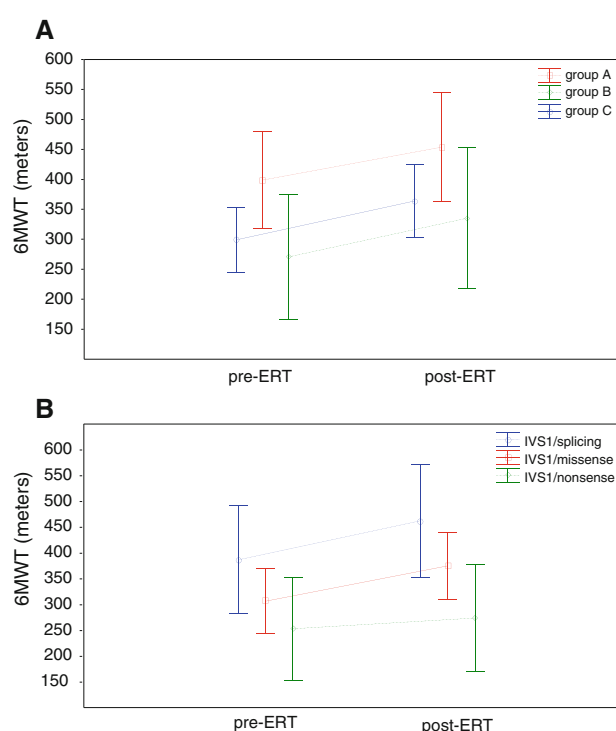 A
600
550
500
450
400
350
300
250
200
150
6MWT (meters)
group A
group B
group C
pre-ERT
post-ERT
B
600
550
500
450
400
350
300
250
200
150
6MWT (meters)
IVS1/splicing
IVS1/missense
IVS1/nonsense
pre-ERT
post-ERT